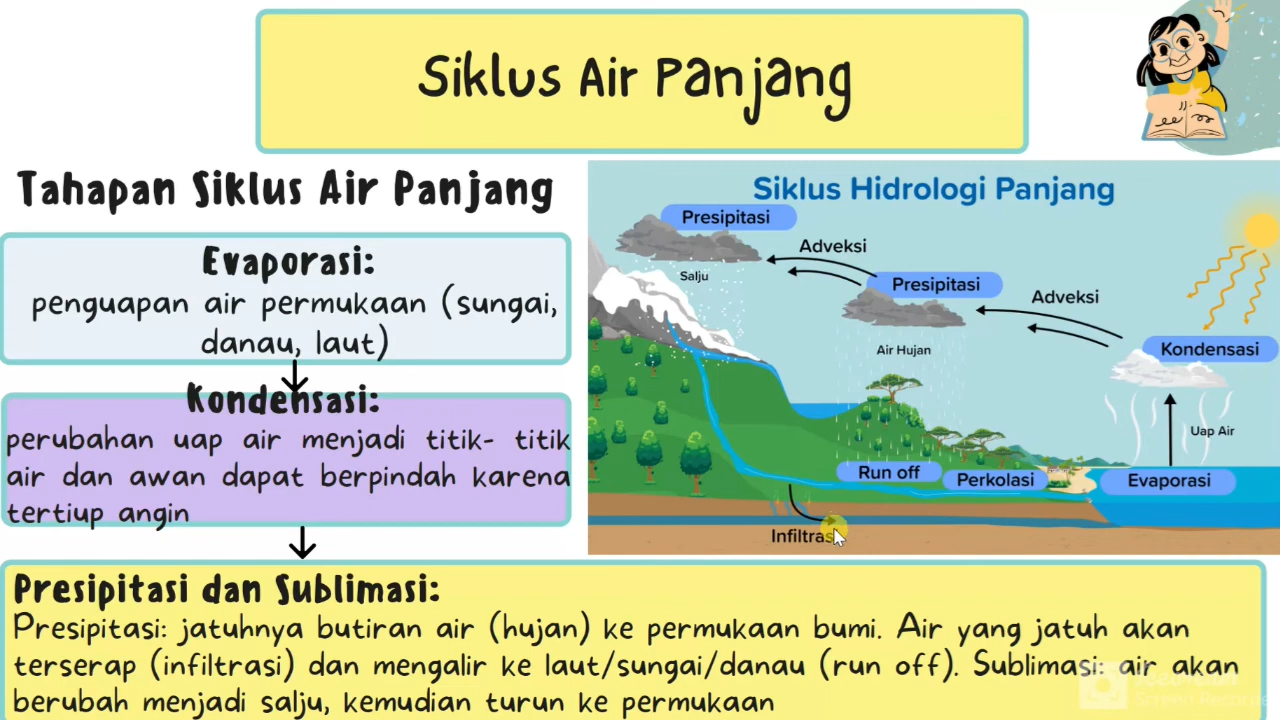 Siklus Air Panjang
Tahapan Siklus Air Panjang
Evaporasi:
penguapan air permukaan (sungai,
danau, laut)
Kondensasi:
perubahan uap air menjadi titik- titik
air dan awan dapat berpindah karena
tertiup angin
Siklus Hidrologi Panjang
Presipitasi
Adveksi
Salju
Presipitasi
Adveksi
Air Hujan
Kondensasi
Uap Air
Run off
Perkolasi
Evaporasi
Presipitasi dan Sublimasi:
Presipitasi: jatuhnya butiran air (hujan) ke permukaan bumi. Air yang jatuh akan
terserap (infiltrasi) dan mengalir ke laut/sungai/danau (run off). Sublimasi: air akan
berubah menjadi salju, kemudian turun ke permukaan